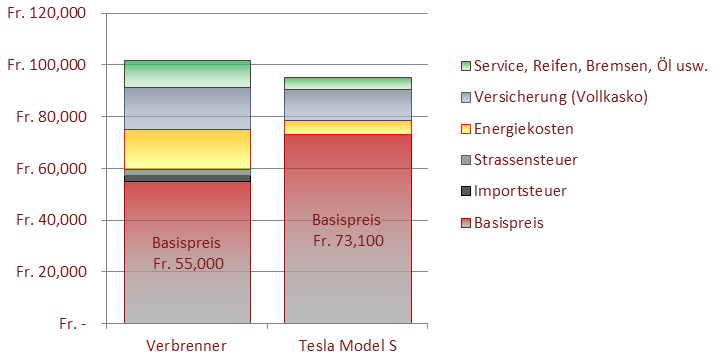 Fr. 120,000
Fr. 100,000
Fr. 80,000
Fr. 60,000
Fr. 40,000
Fr. 20,000
Fr. -
Basispreis
Fr. 55,000
Basispreis
Fr. 73,100
Verbrenner
Tesla Model S
Service, Reifen, Bremsen, Öl usw.
Versicherung (Vollkasko)
Energiekosten
Strassensteuer
Importsteuer
Basispreis